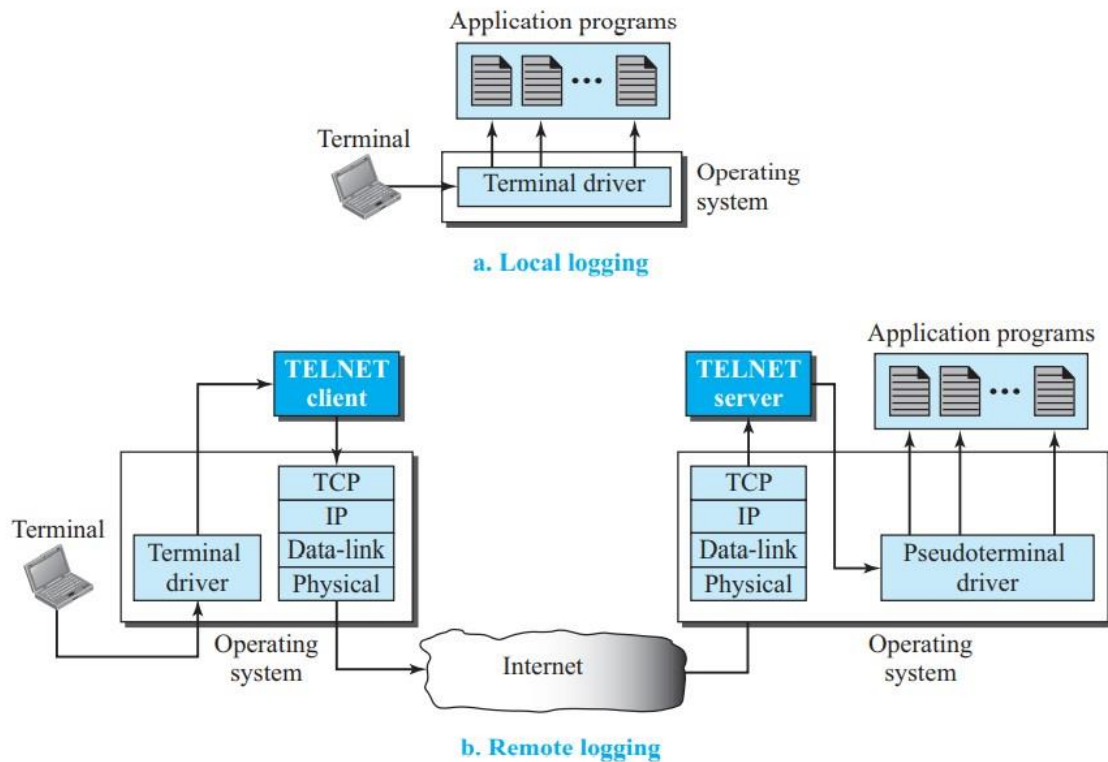 Application programs
Terminal
Terminal driver
Operating
system
a. Local logging
Application programs
TELNET
client
TELNET
server
TCP
IP
Data-link
Physical
Terminal
Terminal
driver
Operating
system
Internet
TCP
IP
Data-link
Physical
Pseudoterminal
driver
Operating
system
b. Remote logging